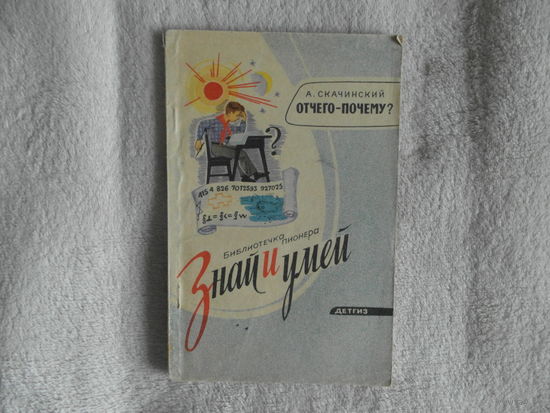 А. СКАЧИНСКИЙ
ОТЧЕГО-ПОЧЕМУ?
?
БИБЛИОТЕЧКА ПИОНЕРА
Знай и умей
ДЕТГИЗ